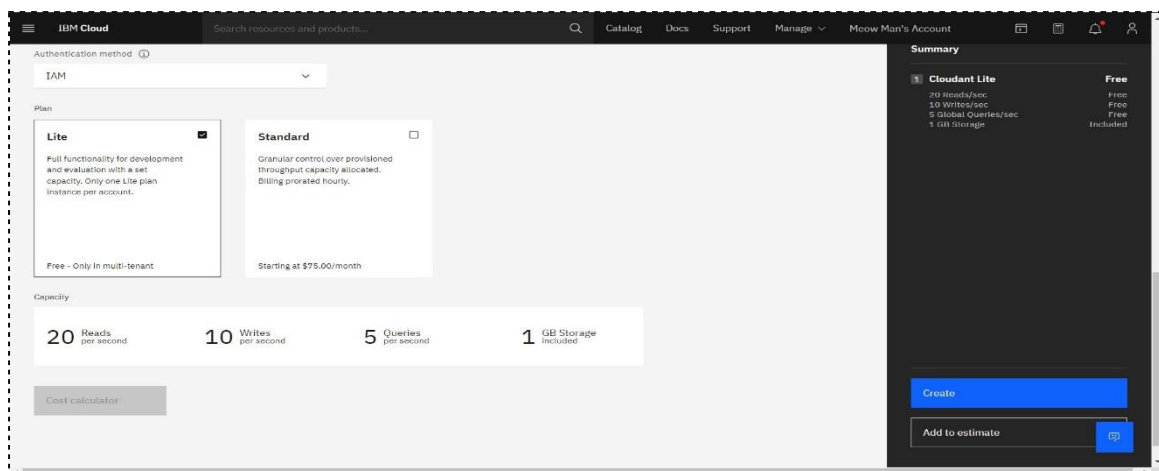 IBM Cloud
Search resources and products...
Catalog
Docs
Support
Manage
Meow Man's Account
Authentication method
IAM
Plan
Lite
Full functionality for development
and evaluation with a set
capacity. Only one Lite plan
instance per account.
Free - Only in multi-tenant
Standard
Granular control over provisioned
throughput capacity allocated.
Billing prorated hourly.
Starting at $75.00/month
Capacity
20 Reads
per second
10 Writes
per second
5 Queries
per second
1 GB Storage
included
Cost calculator
Summary
1 Cloudant Lite Free
20 Reads/sec Free
10 Writes/sec Free
5 Global Queries/sec Free
1 GB Storage Included
Create
Add to estimate